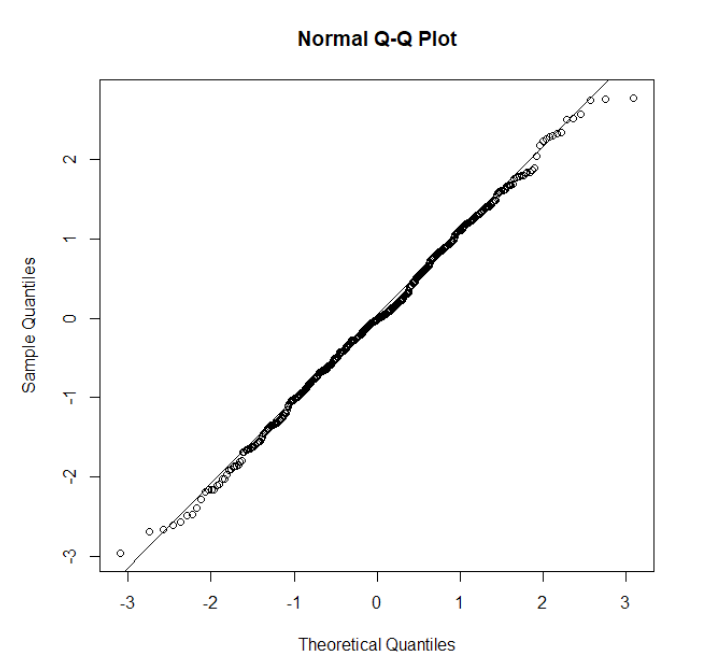 Normal Q-Q Plot
Sample Quantiles
2
1
0
-1
-2
-3
-3 -2 -1 0 1 2 3
Theoretical Quantiles